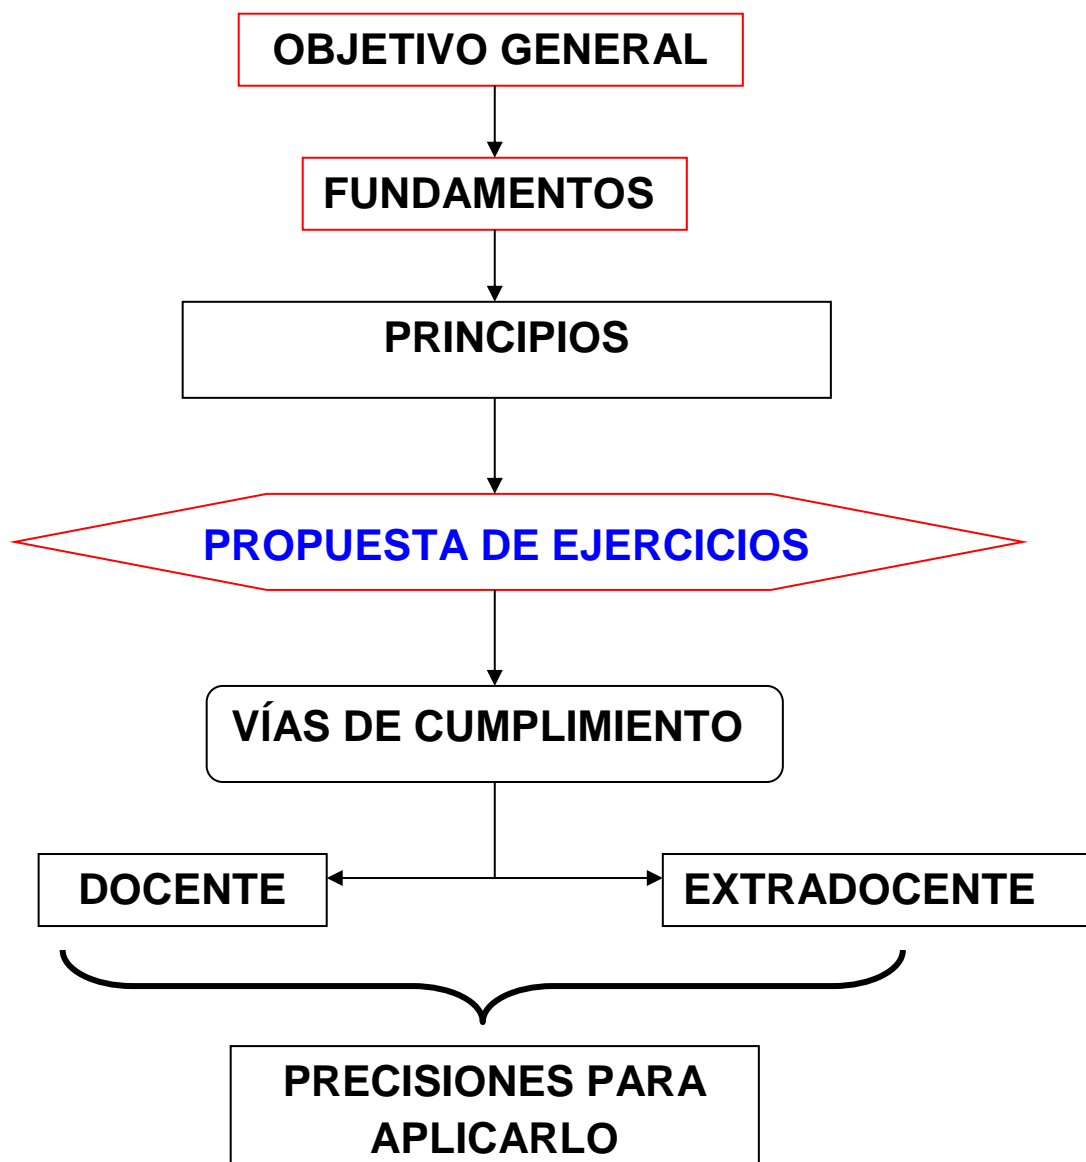 OBJETIVO GENERAL
FUNDAMENTOS
PRINCIPIOS
PROPUESTA DE EJERCICIOS
VÍAS DE CUMPLIMIENTO
DOCENTE
EXTRADOCENTE
PRECISIONES PARA
APLICARLO